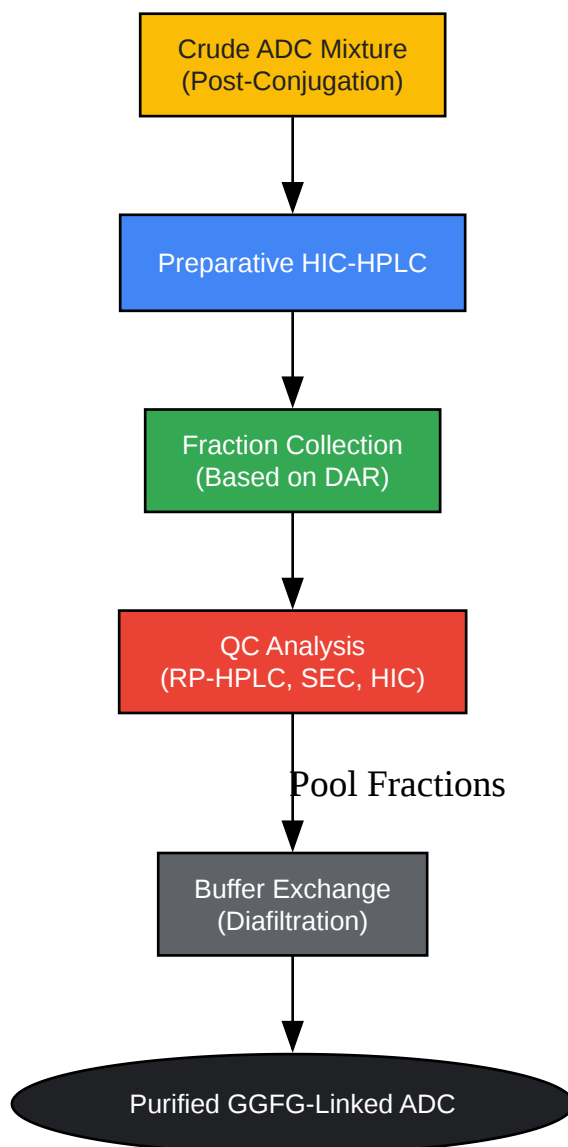 Crude ADC Mixture
(Post-Conjugation)
Preparative HIC-HPLC
Fraction Collection
(Based on DAR)
QC Analysis
(RP-HPLC, SEC, HIC)
Pool Fractions
Buffer Exchange
(Diafiltration)
Purified GGFG-Linked ADC